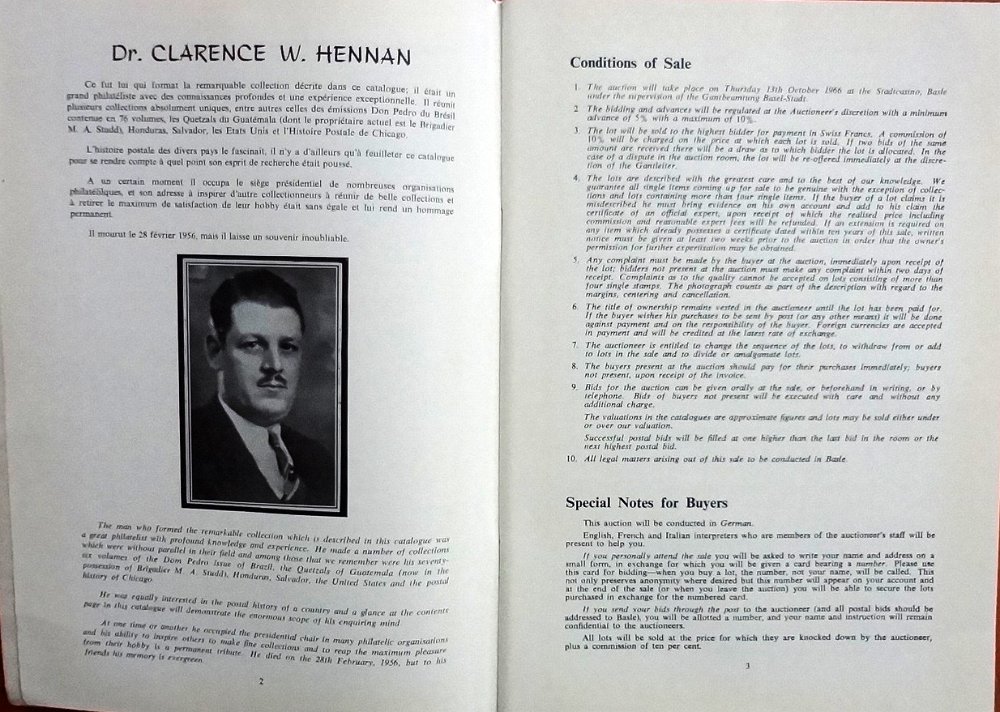 Dr. CLARENCE W. HENNAN
Ce fut lui qui format la remarquable collection décrite dans ce catalogue; il était un
grand philatéliste avec des connaissances profondes et une expérience exceptionnelle. Il réunit
plusieurs collections absolument uniques, entre autres celles des émissions Don Pedro du Brésil
contenue en 76 volumes, les Quetzals du Guatémala (dont le propriétaire actuel est le Brigadier
M. A. Studd), Honduras, Salvador, les Etats Unis et l'Histoire Postale de Chicago.
L'histoire postale des divers pays le fascinait, il n'y a d'ailleurs qu'à feuilleter ce catalogue
pour se rendre compte à quel point son esprit de recherche était poussé.
A un certain moment il occupa le siège présidentiel de nombreuses organisations
philatéliques, et son adresse à inspirer d'autre collectionneurs à réunir de belle collections et
à retirer le maximum de satisfaction de leur hobby était sans égale et lui rend un hommage
permanent.
Il mourut le 28 février 1956, mais il laisse un souvenir inoubliable.
The man who formed the remarkable collection which is described in this catalogue was
a great philatelist with profound knowledge and experience. He made a number of collections
which were without parallel in their field and among those that we remember were his seventy-
six volumes of the Dom Pedro Issue of Brazil, the Quetzals of Guatemala (now in the
possession of Brigadier M. A. Studd), Honduras, Salvador, the United States and the postal
history of Chicago.
He was equally interested in the postal history of a country and a glance at the contents
page in this catalogue will demonstrate the enormous scope of his enquiring mind.
At one time or another he occupied the presidential chair in many philatelic organisations
and his ability to inspire others to make fine collections and to reap the maximum pleasure
from their hobby is a permanent tribute. He died on the 28th February, 1956, but to his
friends his memory is evergreen.
2
Conditions of Sale
1. The auction will take place on Thursday 13th October 1966 at the Stadtcasino, Basle
under the supervision of the Gantbeamtung Basel-Stadt.
2 The bidding and advances will be regulated at the Auctioneer's discretion with a minimum
advance of 5% with a maximum of 10%.
3. The lot will be sold to the highest bidder for payment in Swiss Francs. A commission of
10% will be charged on the price at which each lot is sold. If two bids of the same
amount are received there will be a draw as to which bidder the lot is allocated. In the
case of a dispute in the auction room, the lot will be re-offered immediately at the discre-
tion of the Gantleiter.
4. The lots are described with the greatest care and to the best of our knowledge. We
guarantee all single items coming up for sale to be genuine with the exception of collec-
tions and lots containing more than four single items. If the buyer of a lot claims it is
misdescribed he must bring evidence on his own account and add to his claim the
certificate of an official expert, upon receipt of which the realised price including
commission and reasonable expert fees will be refunded. If an extension is required on
any item which already possesses a certificate dated within ten years of this sale, written
notice must be given at least two weeks prior to the auction in order that the owner's
permission for further expertisation may be obtained.
5. Any complaint must be made by the buyer at the auction, immediately upon receipt of
the lot; bidders not present at the auction must make any complaint within two days of
receipt. Complaints as to the quality cannot be accepted on lots consisting of more than
four single stamps. The photograph counts as part of the description with regard to the
margins, centering and cancellation.
6. The title of ownership remains vested in the auctioneer until the lot has been paid for.
If the buyer wishes his purchases to be sent by post (or any other means) it will be done
against payment and on the responsibility of the buyer. Foreign currencies are accepted
in payment and will be credited at the latest rate of exchange.
7. The auctioneer is entitled to change the sequence of the lots, to withdraw from or add
to lots in the sale and to divide or amalgamate lots.
8. The buyers present at the auction should pay for their purchases immediately; buyers
not present, upon receipt of the invoice.
9. Bids for the auction can be given orally at the sale, or beforehand in writing, or by
telephone. Bids of buyers not present will be executed with care and without any
additional charge.
The valuations in the catalogues are approximate figures and lots may be sold either under
or over our valuation.
Successful postal bids will be filled at one higher than the last bid in the room or the
next highest postal bid.
10. All legal matters arising out of this sale to be conducted in Basle.
Special Notes for Buyers
This auction will be conducted in German.
English, French and Italian interpreters who are members of the auctioneer's staff will be
present to help you.
If you personally attend the sale you will be asked to write your name and address on a
small form, in exchange for which you will be given a card bearing a number. Please use
this card for bidding—when you buy a lot, the number, not your name, will be called. This
not only preserves anonymity where desired but this number will appear on your account and
at the end of the sale (or when you leave the auction) you will be able to secure the lots
purchased in exchange for the numbered card.
If you send your bids through the post to the auctioneer (and all postal bids should be
addressed to Basle), you will be allotted a number, and your name and instruction will remain
confidential to the auctioneers.
All lots will be sold at the price for which they are knocked down by the auctioneer,
plus a commission of ten per cent.
3